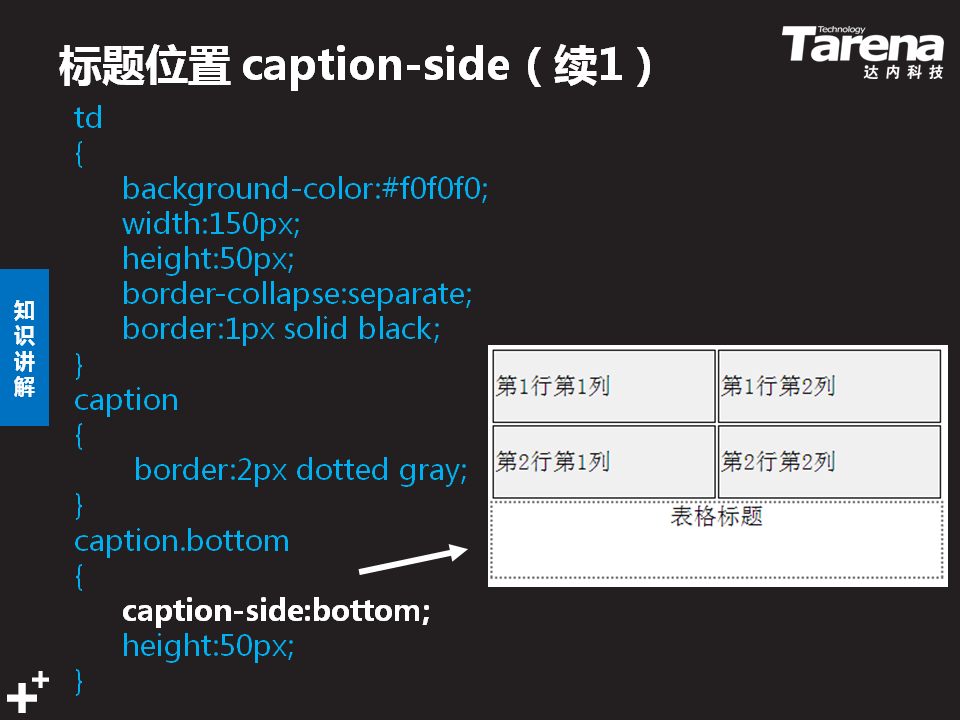 标题位置 caption-side（续1）
Technology
Tarena
达内科技
td
{
background-color:#f0f0f0;
width:150px;
height:50px;
border-collapse:separate;
border:1px solid black;
}
caption
{
border:2px dotted gray;
}
caption.bottom
{
caption-side:bottom;
height:50px;
}
知识讲解
第1行第1列 第1行第2列
第2行第1列 第2行第2列
表格标题